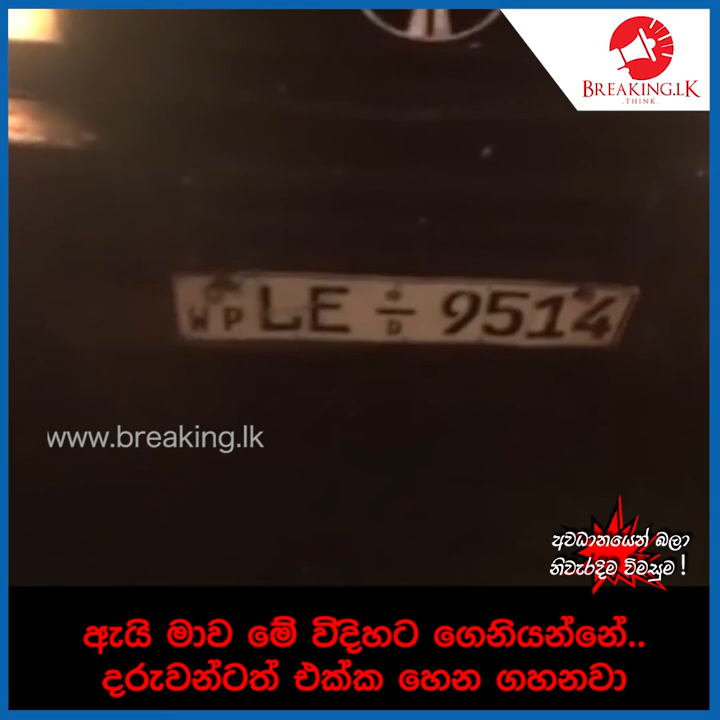 BREAKING.LK
.THINK.
WP LE 9514
D
www.breaking.lk
අවධානයෙන් බලා
නිවැරදිම විමසුම !
ඇයි මාව මේ විදිහට ගෙනියන්නේ..
දරුවන්ටත් එක්ක හෙන ගහනවා